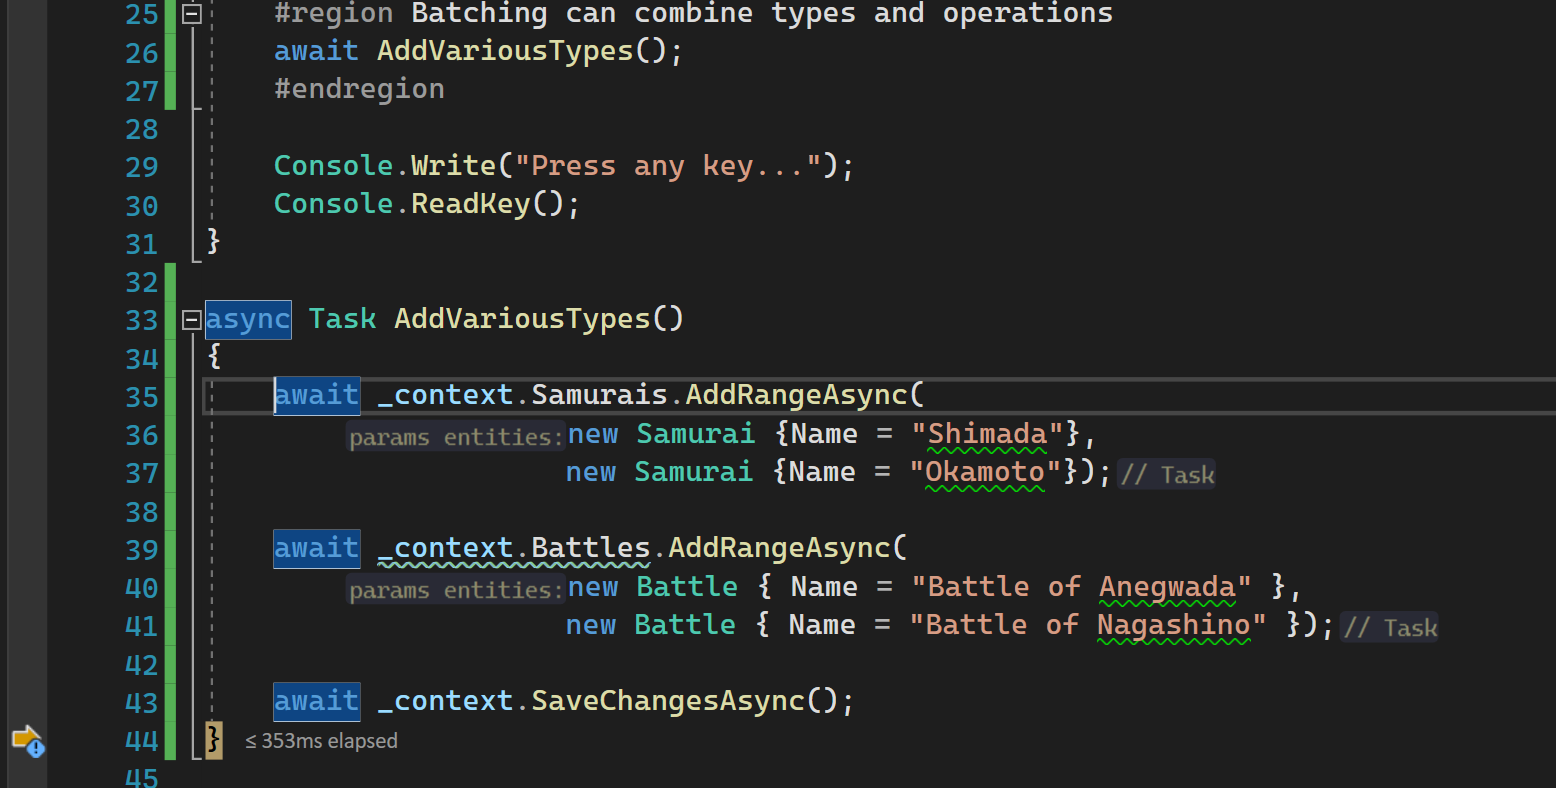 25 #region Batching can combine types and operations
26 await AddVariousTypes();
27 #endregion
28
29 Console.Write("Press any key...");
30 Console.ReadKey();
31 }
32
33 async Task AddVariousTypes()
34 {
35 await _context.Samurais.AddRangeAsync(
36 params entities: new Samurai {Name = "Shimada"},
37 new Samurai {Name = "Okamoto"}); // Task
38
39 await _context.Battles.AddRangeAsync(
40 params entities: new Battle { Name = "Battle of Anegwada" },
41 new Battle { Name = "Battle of Nagashino" }); // Task
42
43 await _context.SaveChangesAsync();
44 } ≤ 353ms elapsed
45